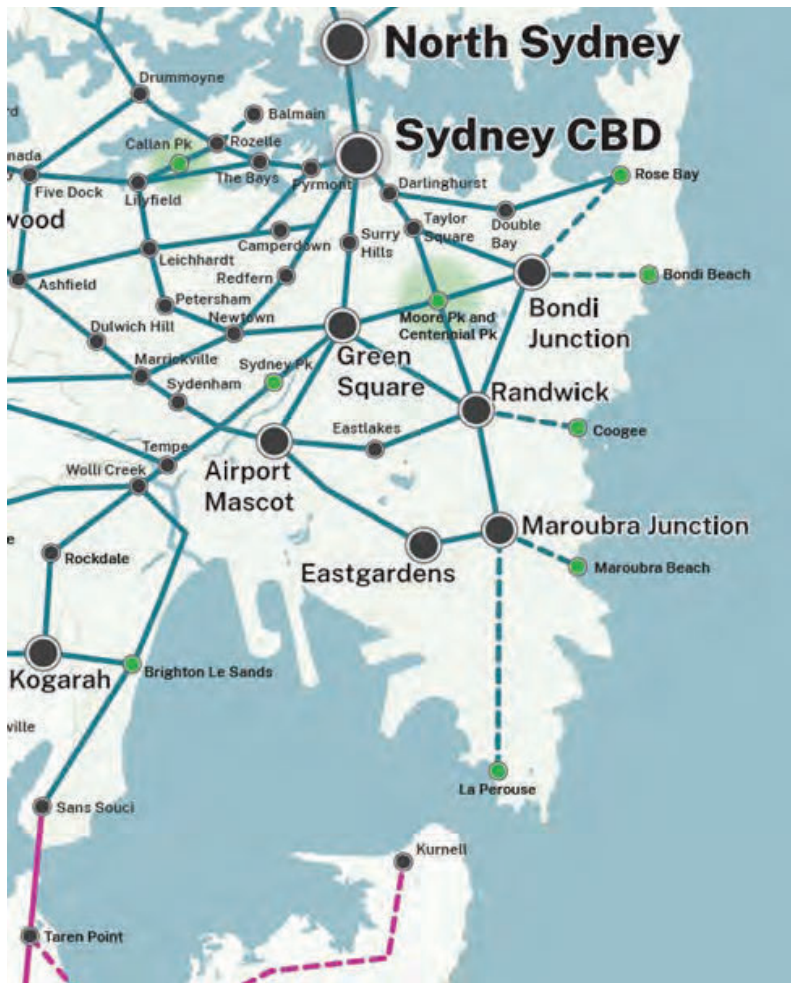 North Sydney
Drummoyne
Balmain
Callan Pk
Rozelle
Sydney CBD
The Bays
Pyrmont
Five Dock
Lilyfield
Darlinghurst
Rose Bay
wood
Taylor
Square
Double
Bay
Camperdown
Surry
Hills
Leichhardt
Redfern
Bondi Beach
Ashfield
Petersham
Bondi
Junction
Dulwich Hill
Newtown
Moore Pk and
Centennial Pk
Green
Square
Marrickville
Sydney Pk
Sydenham
Randwick
Eastlakes
Coogee
Tempe
Wolli Creek
Airport
Mascot
Maroubra Junction
Rockdale
Eastgardens
Maroubra Beach
Kogarah
Brighton Le Sands
ville
La Perouse
Sans Souci
Kurnell
Taren Point